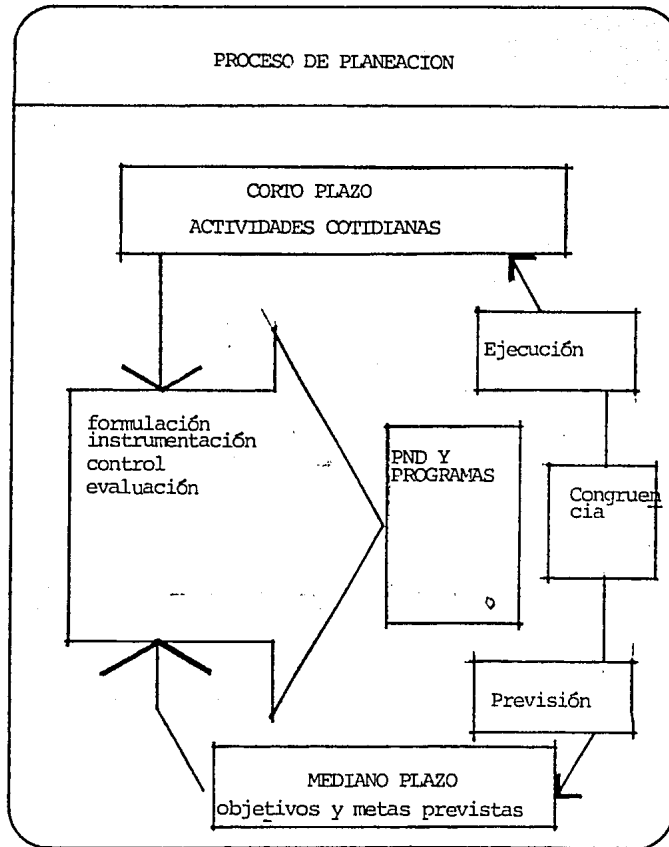 PROCESO DE PLANEACION
CORTO PLAZO
ACTIVIDADES COTIDIANAS
Ejecución
formulación
instrumentación
control
evaluación
PND Y
PROGRAMAS
Congruen
cia
Previsión
MEDIANO PLAZO
objetivos y metas previstas